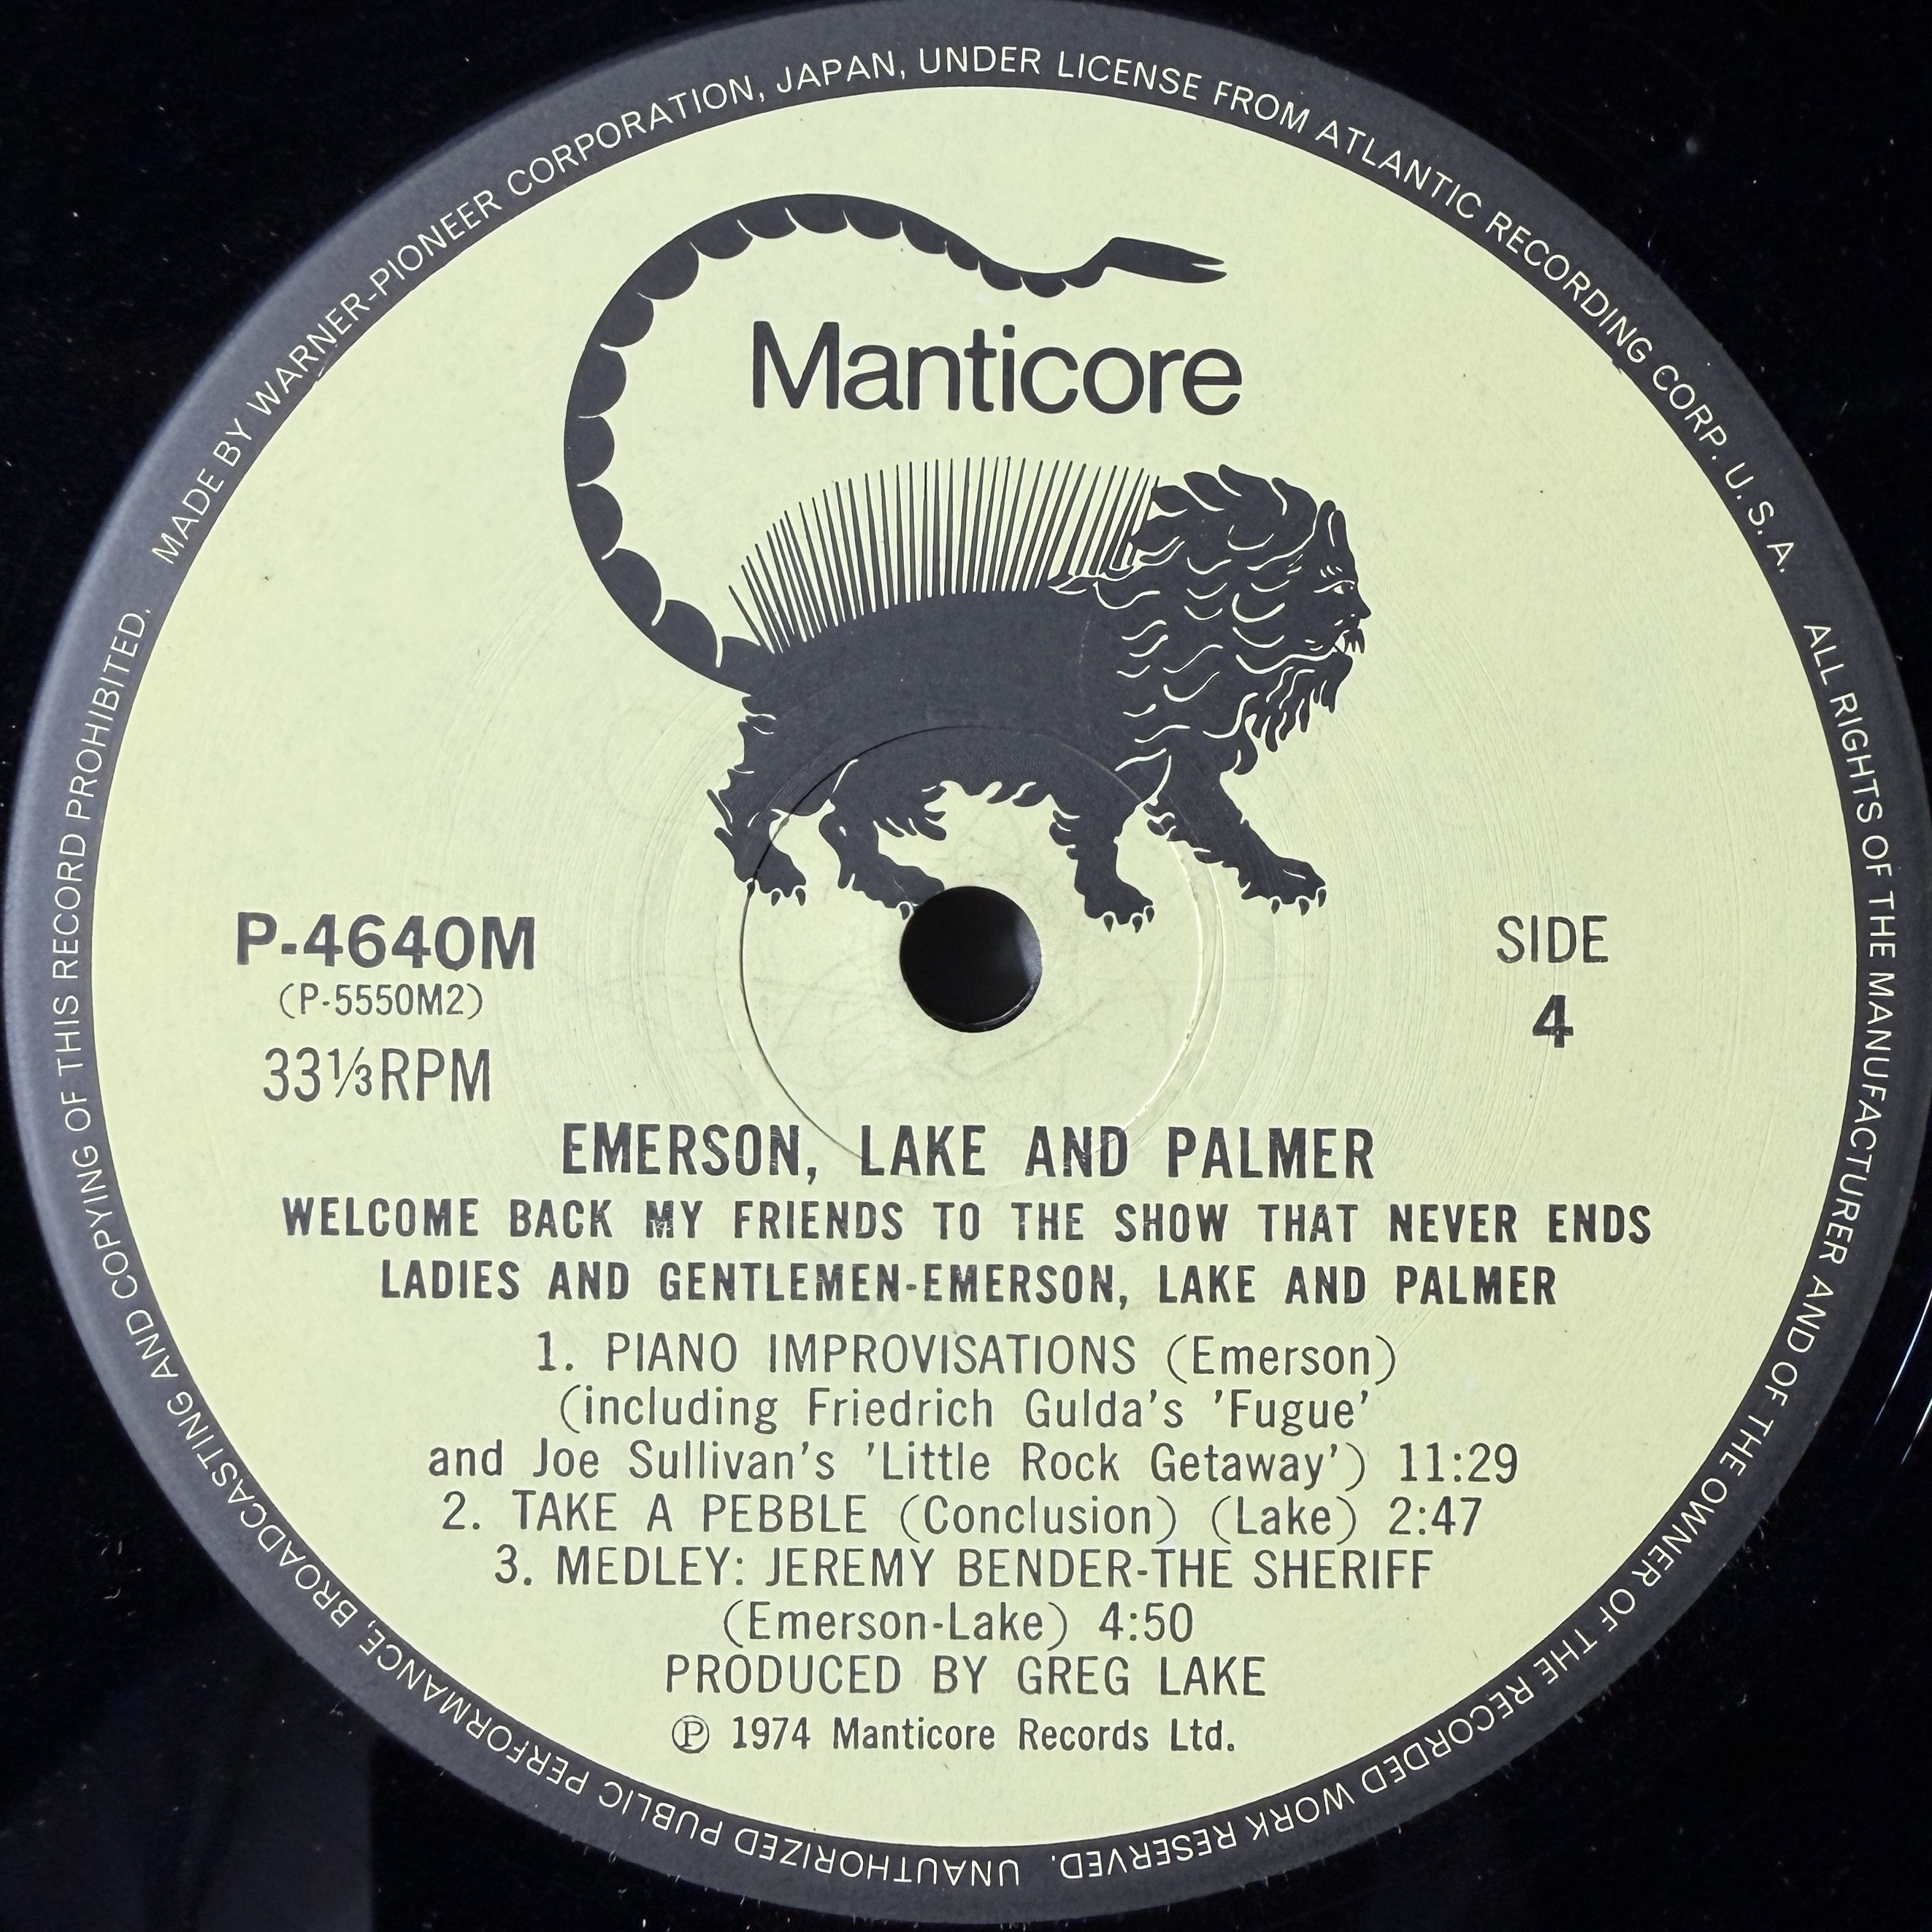 MADE BY WARNER-PIONEER CORPORATION, JAPAN, UNDER LICENSE FROM ATLANTIC RECORDING CORP. U.S.A. ALL RIGHTS OF THE MANUFACTURER AND OF THE OWNER OF THE RECORDED WORK RESERVED. UNAUTHORIZED PUBLIC PERFORMANCE, BROADCASTING AND COPYING OF THIS RECORD PROHIBITED.
Manticore
P-4640M
(P-5550M2)
33⅓RPM
SIDE
4
EMERSON, LAKE AND PALMER
WELCOME BACK MY FRIENDS TO THE SHOW THAT NEVER ENDS
LADIES AND GENTLEMEN-EMERSON, LAKE AND PALMER
1. PIANO IMPROVISATIONS (Emerson)
(including Friedrich Gulda's 'Fugue'
and Joe Sullivan's 'Little Rock Getaway') 11:29
2. TAKE A PEBBLE (Conclusion) (Lake) 2:47
3. MEDLEY: JEREMY BENDER-THE SHERIFF
(Emerson-Lake) 4:50
PRODUCED BY GREG LAKE
Ⓟ 1974 Manticore Records Ltd.